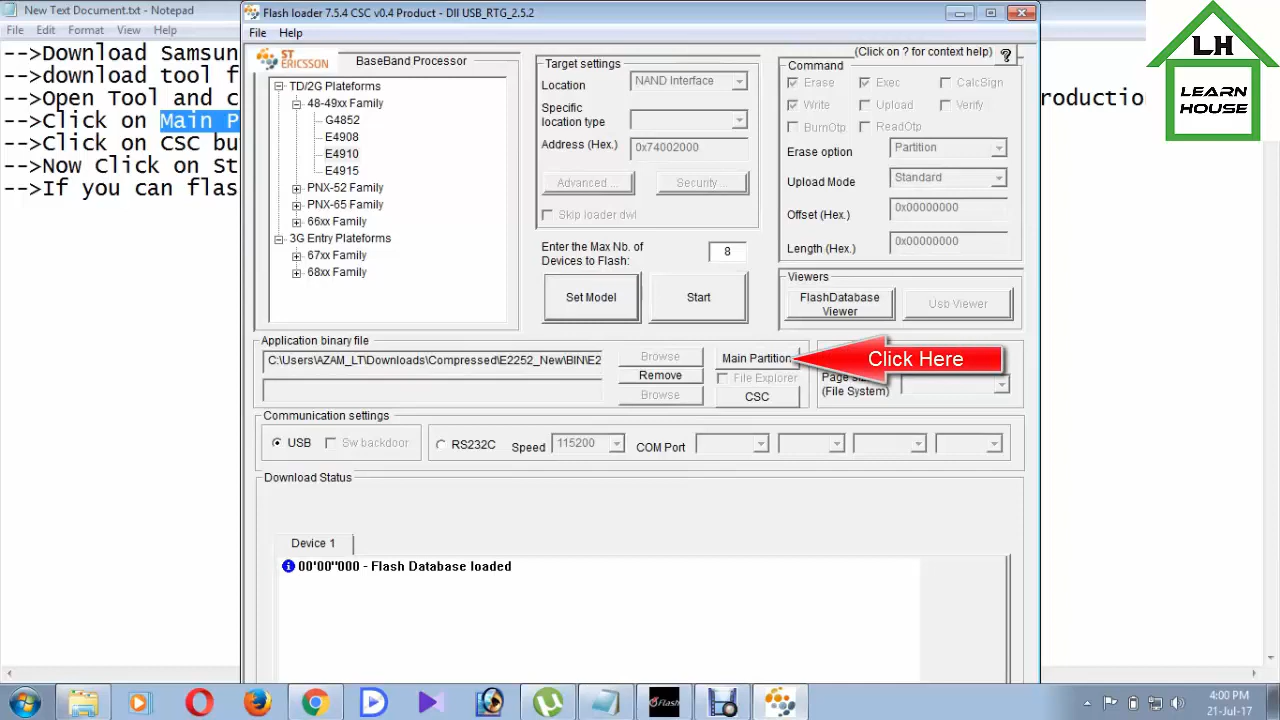 New Text Document.txt - Notepad
File Edit Format View Help
-->Download Samsun
-->download tool f
-->Open Tool and c
roductio
-->Click on Main P
-->Click on CSC bu
-->Now Click on St
-->If you can flas
LH
LEARN
HOUSE
Flash loader 7.5.4 CSC v0.4 Product - Dll USB_RTG_2.5.2
File Help
(Click on ? for context help)
ST
ERICSSON
BaseBand Processor
TD/2G Plateforms
48-49xx Family
G4852
E4908
E4910
E4915
PNX-52 Family
PNX-65 Family
66xx Family
3G Entry Plateforms
67xx Family
68xx Family
Target settings
Location NAND Interface
Specific
location type
Address (Hex.) 0x74002000
Advanced ... Security ...
Skip loader dwl
Enter the Max Nb. of
Devices to Flash: 8
Set Model Start
Command
Erase Exec CalcSign
Write Upload Verify
BurnOtp ReadOtp
Erase option Partition
Upload Mode Standard
Offset (Hex.) 0x00000000
Length (Hex.) 0x00000000
Viewers
FlashDatabase
Viewer
Usb Viewer
Application binary file
C:\Users\AZAM_LT\Downloads\Compressed\E2252_New\BIN\E2
Browse Main Partition
Click Here
Remove File Explorer
Browse CSC
(File System)
Communication settings
USB Sw backdoor RS232C Speed 115200 COM Port
Download Status
Device 1
00'00"000 - Flash Database loaded
Flash
4:00 PM
21-Jul-17